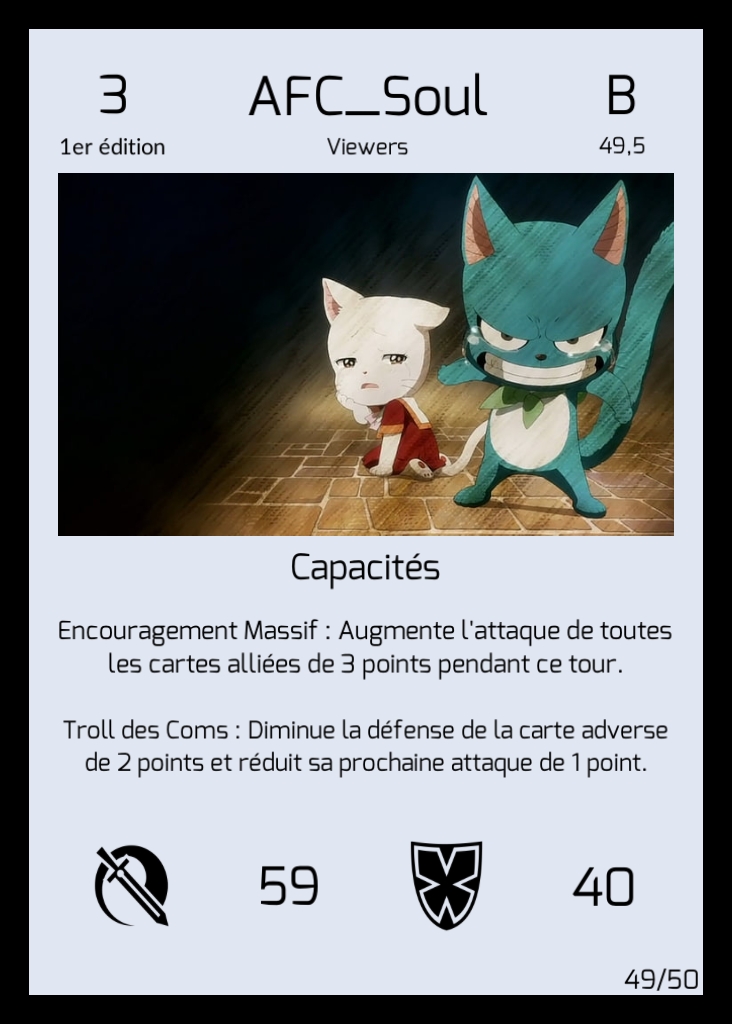 3 AFC_Soul B
1er édition Viewers 49,5
Capacités
Encouragement Massif : Augmente l'attaque de toutes
les cartes alliées de 3 points pendant ce tour.
Troll des Coms : Diminue la défense de la carte adverse
de 2 points et réduit sa prochaine attaque de 1 point.
59 40
49/50